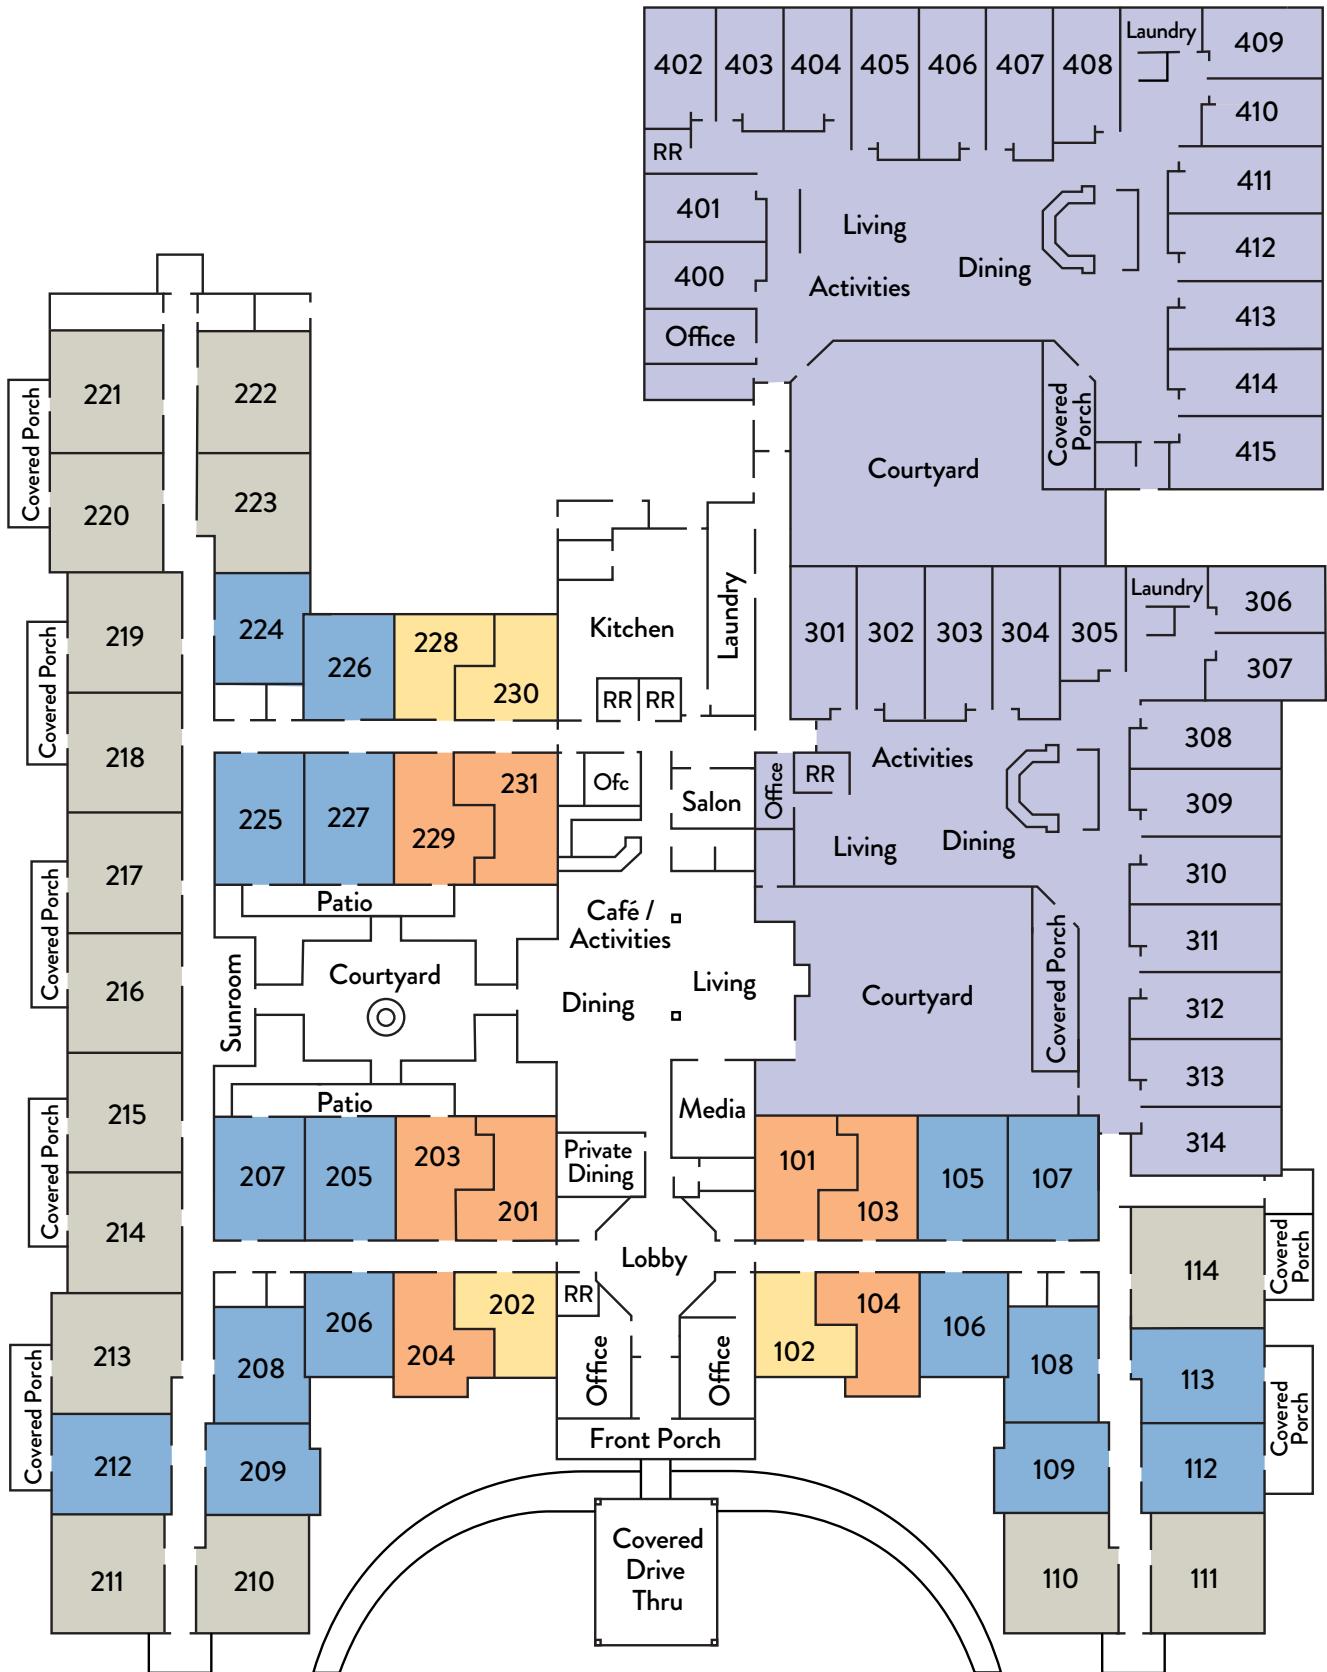 402 403 404 405 406 407 408 Laundry 409
410
RR
411
401
Living
412
Dining
400
Activities
413
Office
414
Covered Porch
221
222
Covered
Porch
415
Courtyard
220
223
Laundry
306
219
224
Kitchen
Laundry
301 302 303 304 305
307
Covered Porch
226
228
230
RR RR
218
308
Activities
225
227
229
231
Ofc
Salon
Office
RR
309
Living
Dining
217
310
Covered Porch
Patio
Café /
Activities
311
216
Sunroom
Courtyard
Dining
Living
Courtyard
Covered Porch
312
313
215
Patio
Media
314
Covered Porch
207
205
203
201
Private
Dining
101
103
105
107
214
Lobby
114
Covered
Porch
213
208
206
204
202
RR
Office
Office
102
104
106
108
113
Covered Porch
Covered
Porch
212
209
Front Porch
109
112
211
210
Covered
Drive
Thru
110
111